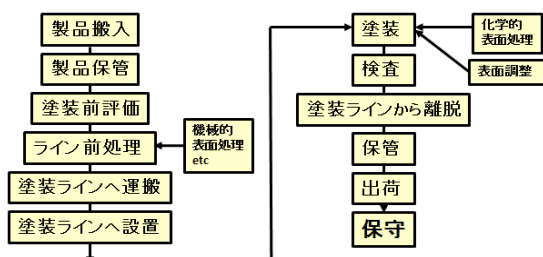 製品搬入
製品保管
塗装前評価
ライン前処理
機械的
表面処理
etc
塗装ラインへ運搬
塗装ラインへ設置
塗装
化学的
表面処理
表面調整
検査
塗装ラインから離脱
保管
出荷
保守